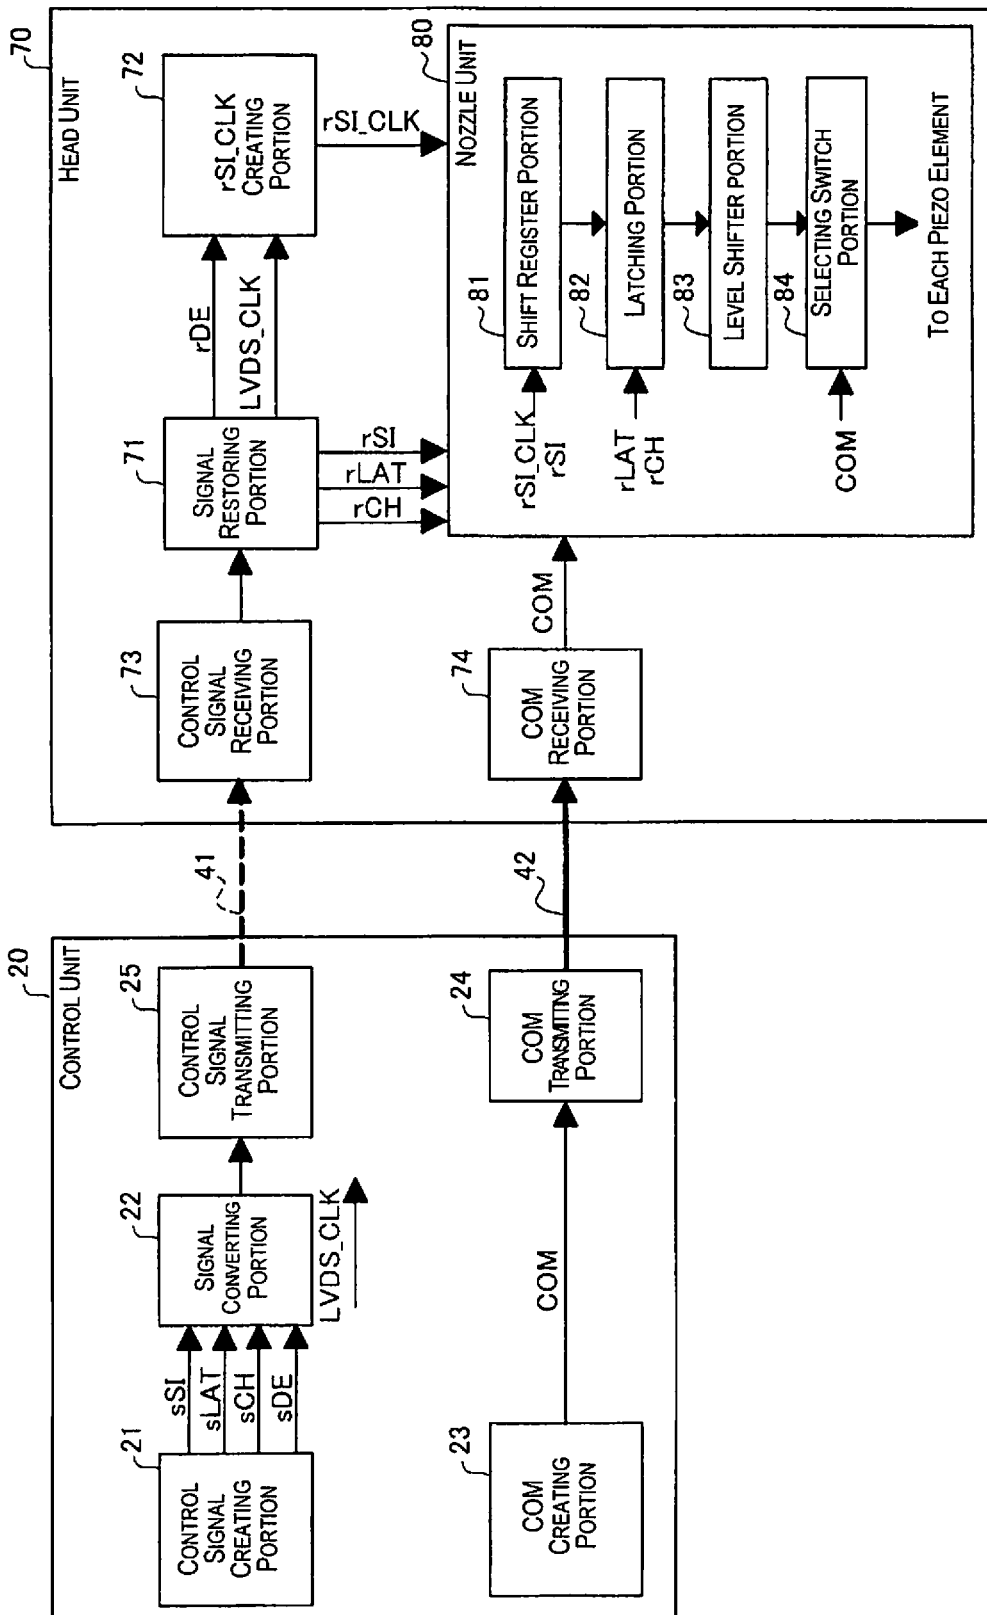 20
CONTROL UNIT
21
CONTROL
SIGNAL
CREATING
PORTION
sSI
sLAT
sCH
sDE
22
SIGNAL
CONVERTING
PORTION
LVDS_CLK
25
CONTROL
SIGNAL
TRANSMITTING
PORTION
23
COM
CREATING
PORTION
COM
24
COM
TRANSMITTING
PORTION
41
42
70
HEAD UNIT
73
CONTROL
SIGNAL
RECEIVING
PORTION
71
SIGNAL
RESTORING
PORTION
rDE
LVDS_CLK
72
rSI_CLK
CREATING
PORTION
rSI_CLK
rSI
rLAT
rCH
74
COM
RECEIVING
PORTION
COM
80
NOZZLE UNIT
81
SHIFT REGISTER PORTION
rSI_CLK
rSI
82
LATCHING PORTION
rLAT
rCH
83
LEVEL SHIFTER PORTION
84
SELECTING SWITCH
PORTION
COM
TO EACH PIEZO ELEMENT